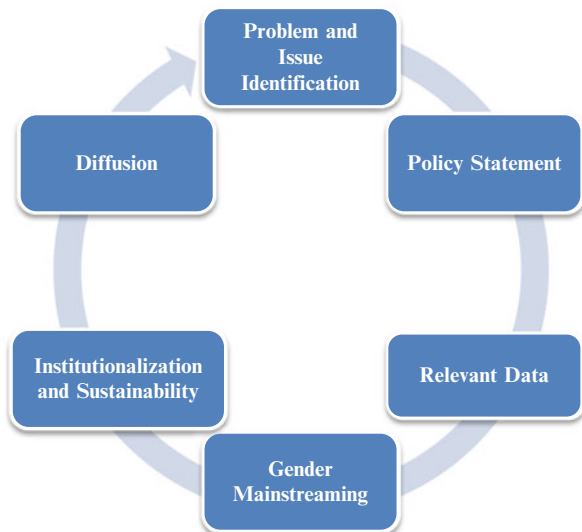 Problem and
Issue
Identification
Policy Statement
Relevant Data
Gender
Mainstreaming
Institutionalization
and Sustainability
Diffusion